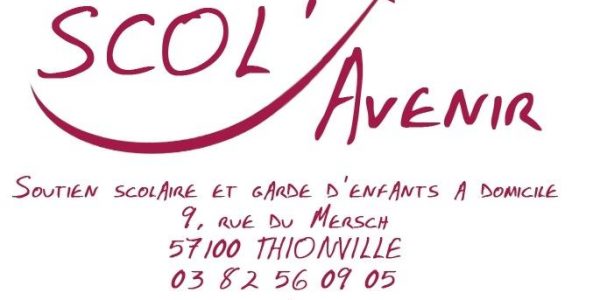 SCOL'
AVENIR
SOUTIEN SCOLAIRE ET GARDE D'ENFANTS A DOMICILE
9, RUE DU MERSCH
57100 THIONVILLE
03 82 56 09 05